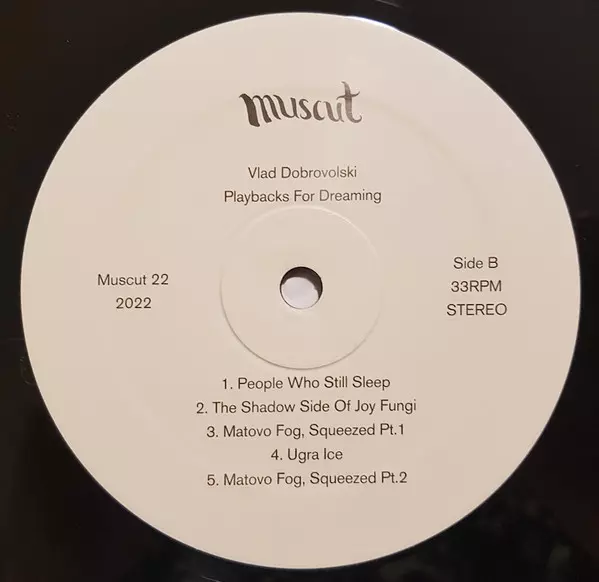 muscut
Vlad Dobrovolski
Playbacks For Dreaming
Muscut 22
2022
Side B
33RPM
STEREO
1. People Who Still Sleep
2. The Shadow Side Of Joy Fungi
3. Matovo Fog, Squeezed Pt.1
4. Ugra Ice
5. Matovo Fog, Squeezed Pt.2